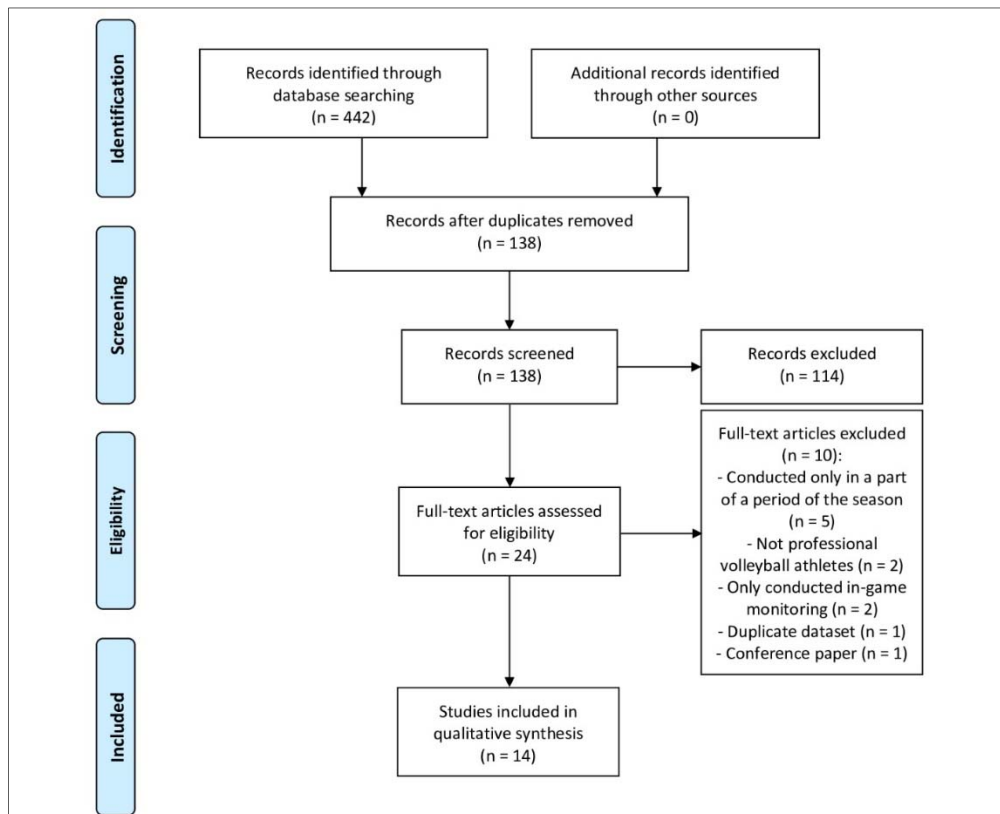 Identification
Records identified through
database searching
(n = 442)
Additional records identified
through other sources
(n = 0)
Records after duplicates removed
(n = 138)
Screening
Records screened
(n = 138)
Records excluded
(n = 114)
Eligibility
Full-text articles assessed
for eligibility
(n = 24)
Full-text articles excluded
(n = 10):
- Conducted only in a part
of a period of the season
(n = 5)
- Not professional
volleyball athletes (n = 2)
- Only conducted in-game
monitoring (n = 2)
- Duplicate dataset (n = 1)
- Conference paper (n = 1)
Included
Studies included in
qualitative synthesis
(n = 14)